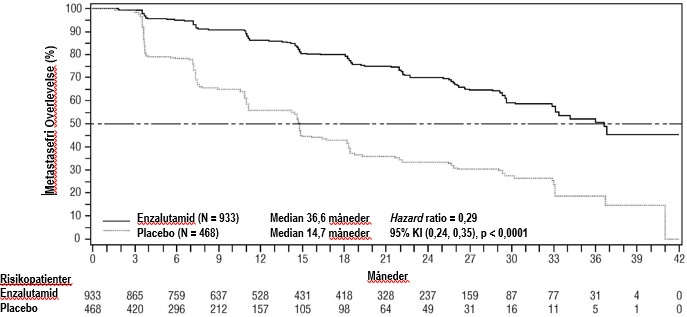 Metastasefri Overlevelse (%)
100
90
80
70
60
50
40
30
20
10
0
Enzalutamid (N = 933) Median 36,6 måneder Hazard ratio = 0,29
Placebo (N = 468) Median 14,7 måneder 95% KI (0,24, 0,35), p < 0,0001
0 3 6 9 12 15 18 21 24 27 30 33 36 39 42
Måneder
Risikopatienter
Enzalutamid 933 865 759 637 528 431 418 328 237 159 87 77 31 4 0
Placebo 468 420 296 212 157 105 98 64 49 31 16 11 5 1 0